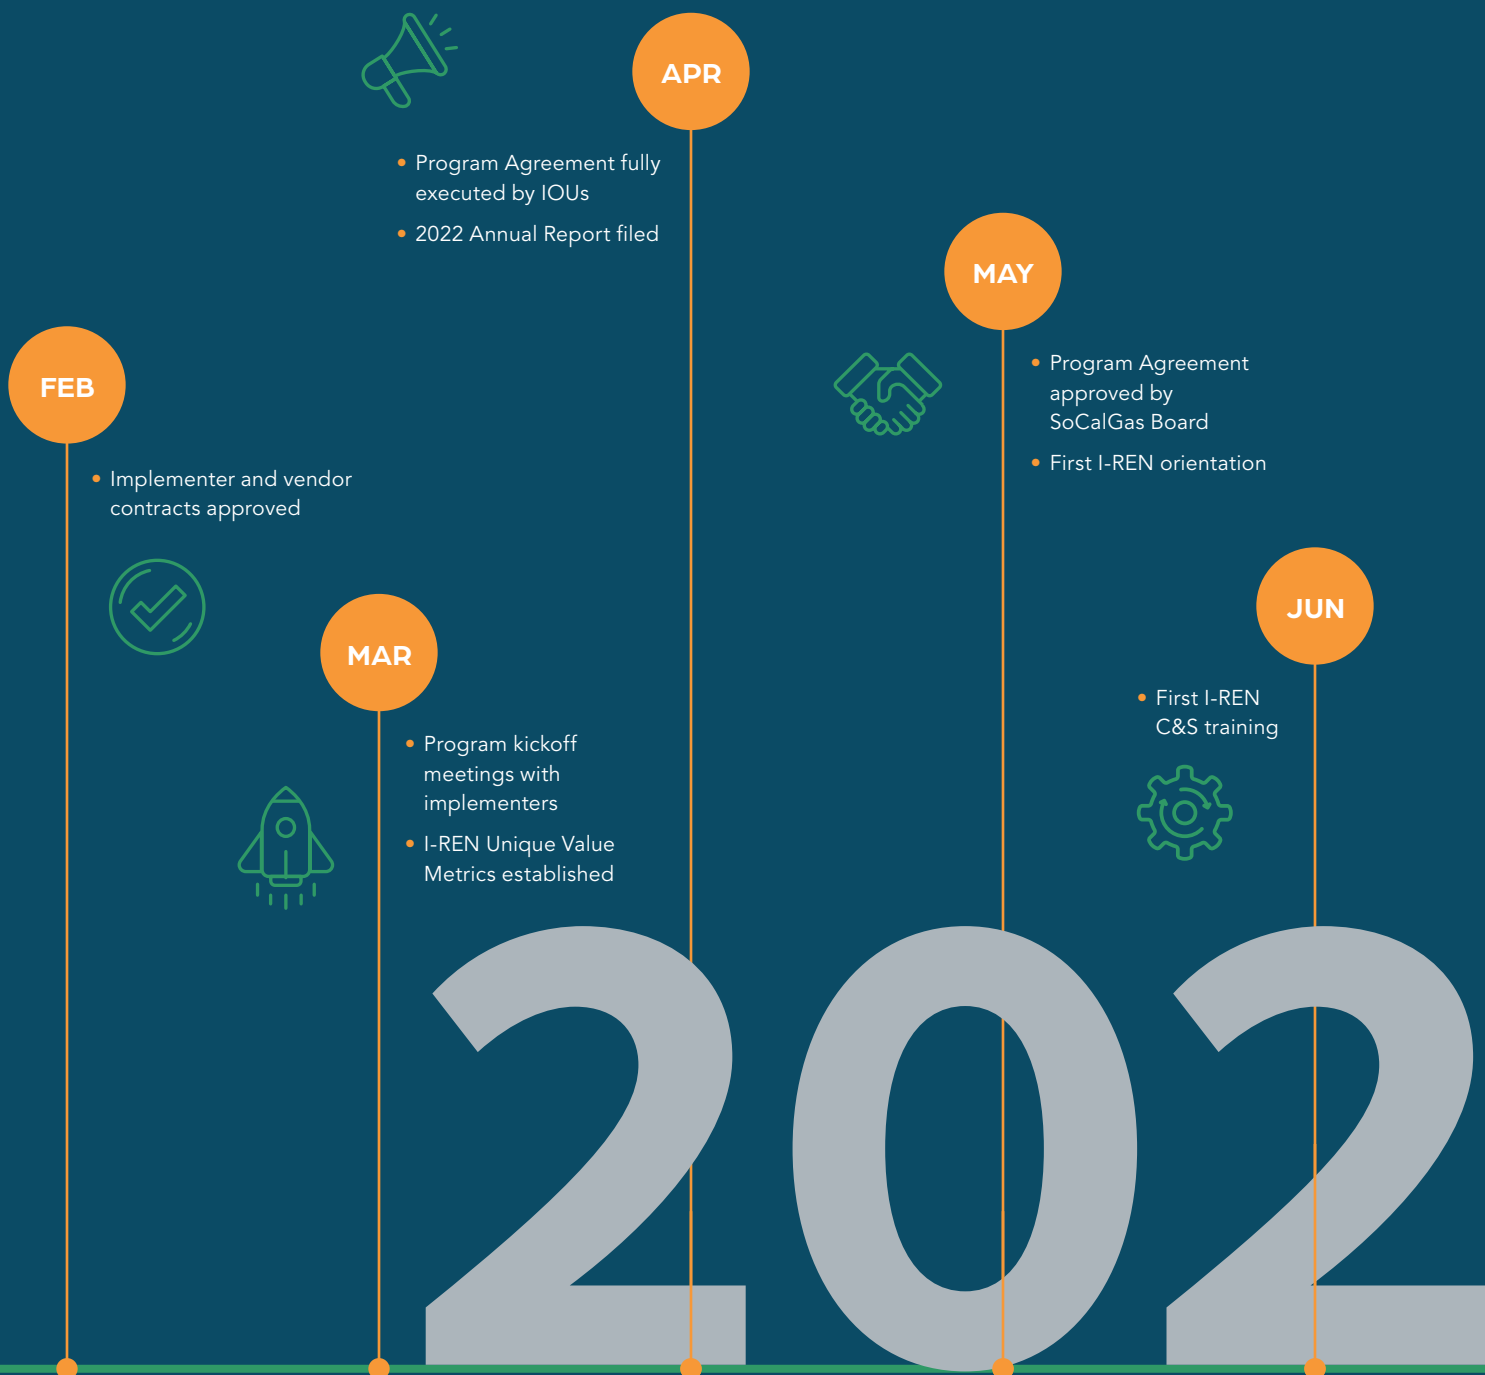 FEB
Implementer and vendor
contracts approved
MAR
Program kickoff
meetings with
implementers
I-REN Unique Value
Metrics established
APR
Program Agreement fully
executed by IOUs
2022 Annual Report filed
MAY
Program Agreement
approved by
SoCalGas Board
First I-REN orientation
JUN
First I-REN
C&S training
202